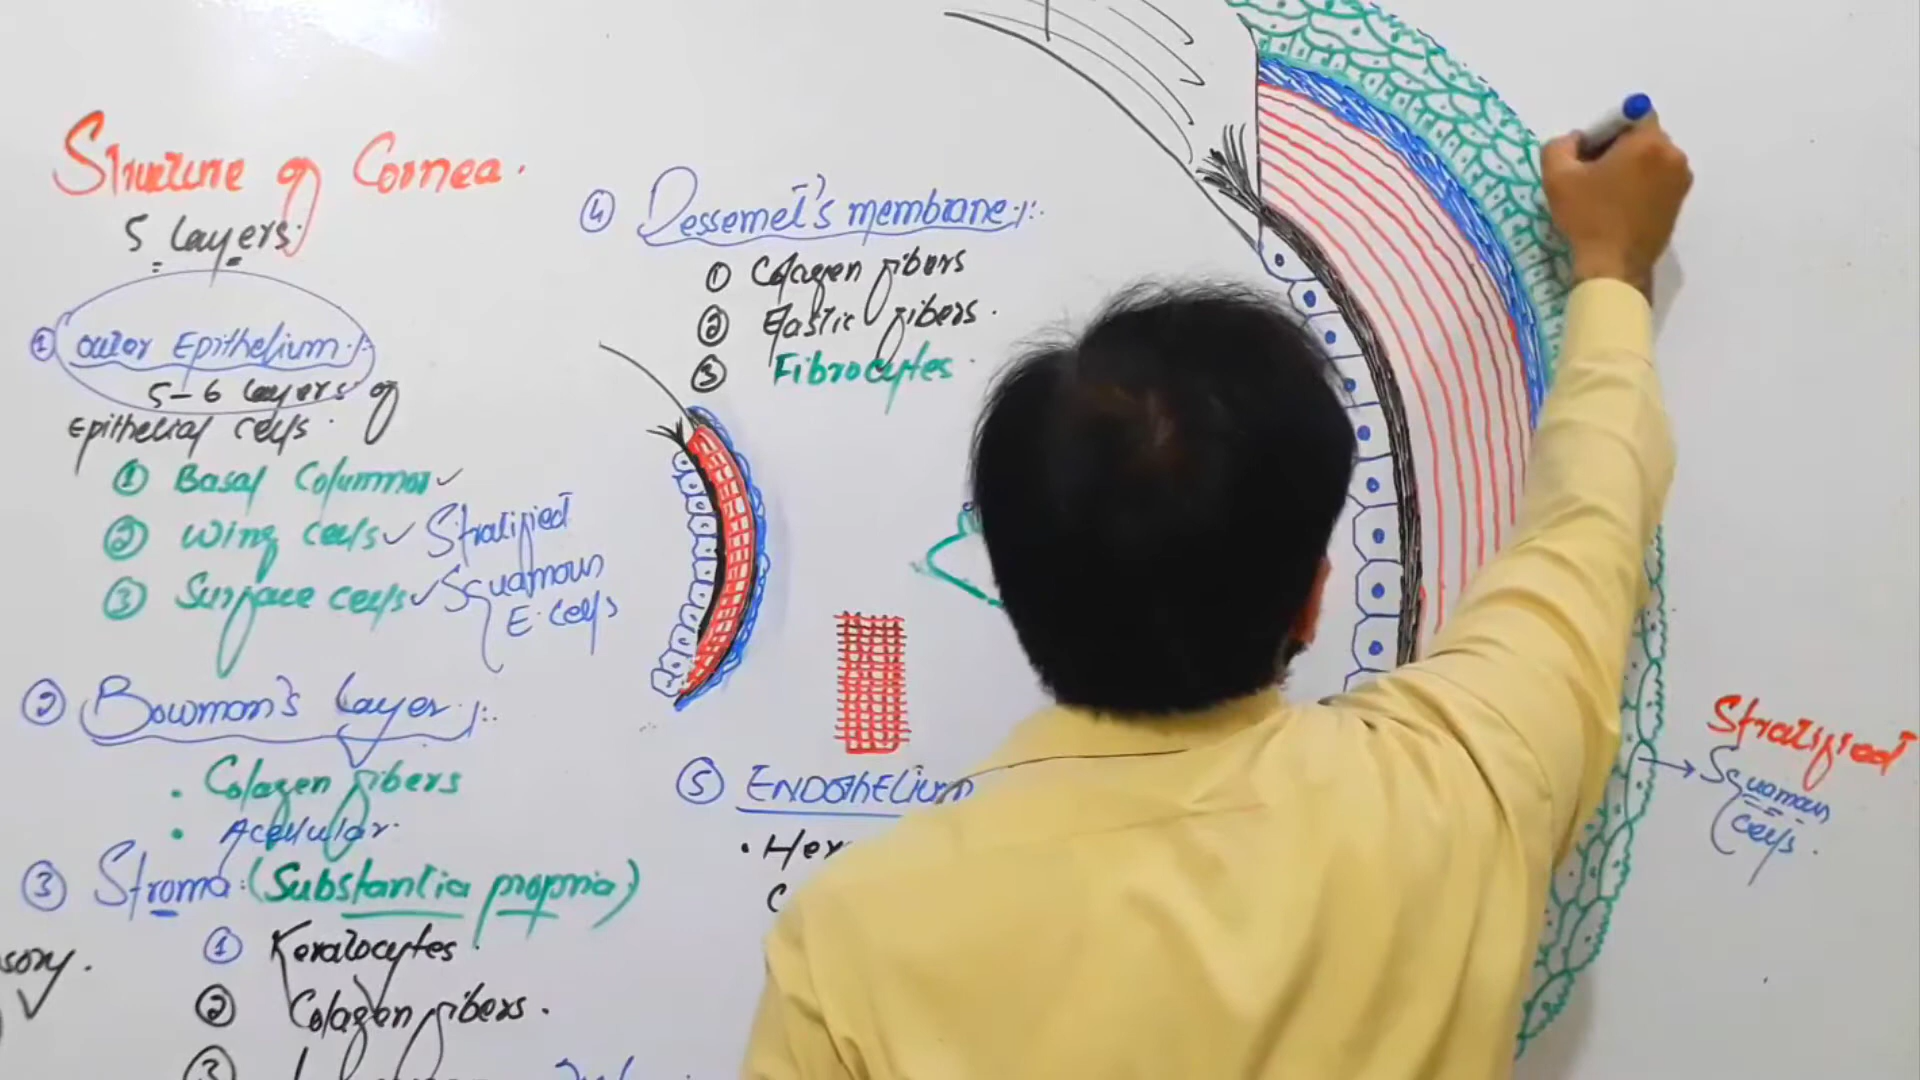 Structure of Cornea.
5 layers:
① outer Epithelium:
5-6 layers of
Epithelial cells.
① Basal Columnar ✓
② Wing cells ✓
③ Surface cells ✓
Stratified
Squamous
E. cells
② Bowman's layer:
• Colagen fibers
• Acellular.
③ Stroma: (Substantia propria)
① Keratocytes.
② Colagen fibers.
③
sory.
④ Dessemet's membrane:
① Colagen fibers
② Elastic fibers.
③ Fibrocytes
⑤ ENDOthELium
• Hex
C
Stratified
Squamous
Cells.